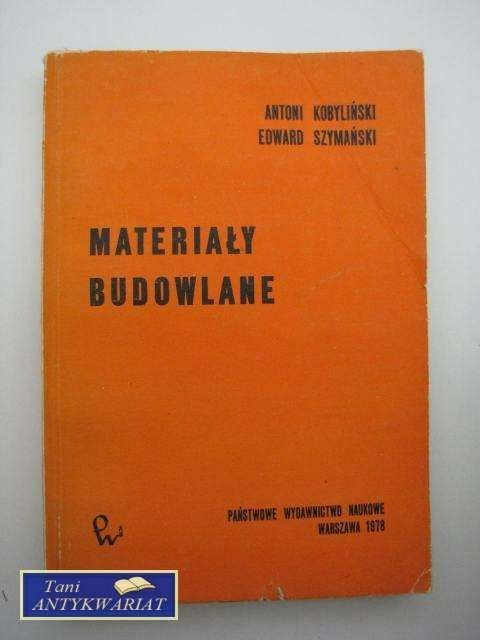 ANTONI KOBYLIŃSKI
EDWARD SZYMAŃSKI
MATERIAŁY
BUDOWLANE
PAŃSTWOWE WYDAWNICTWO NAUKOWE
WARSZAWA 1978
Tani
ANTYKWARIAT